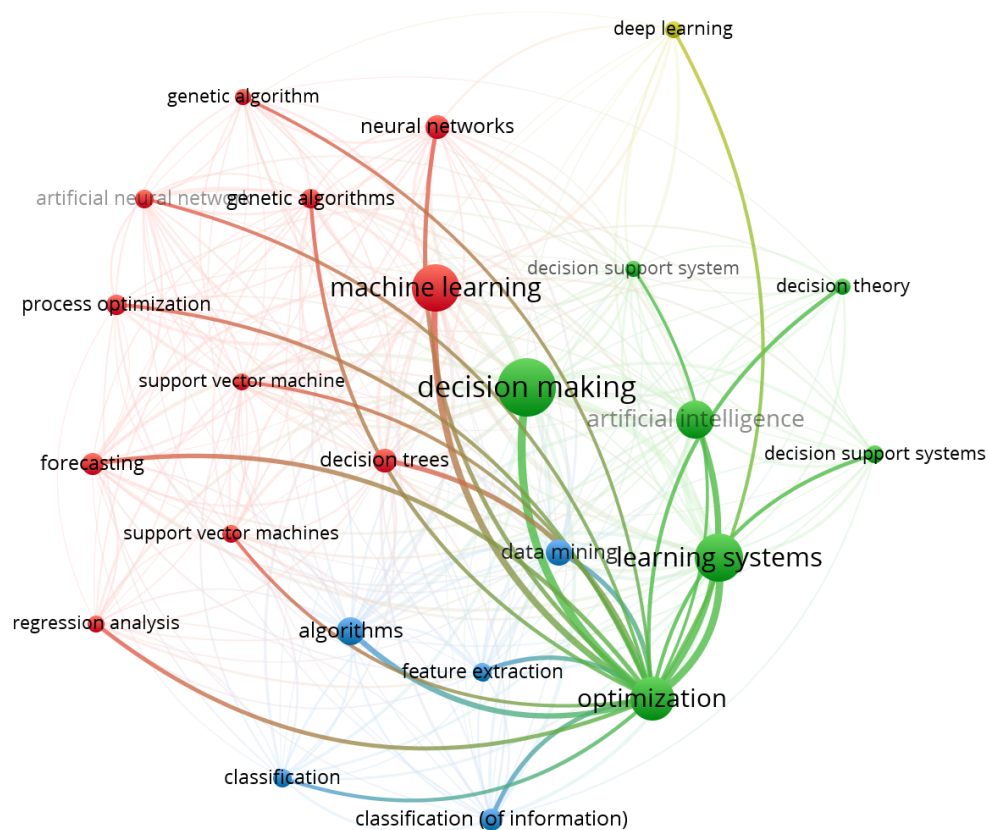 deep learning
genetic algorithm
neural networks
artificial neural network
genetic algorithms
decision support system
machine learning
decision theory
process optimization
support vector machine
decision making
artificial intelligence
forecasting
decision trees
decision support systems
support vector machines
data mining
learning systems
regression analysis
algorithms
feature extraction
optimization
classification
classification (of information)